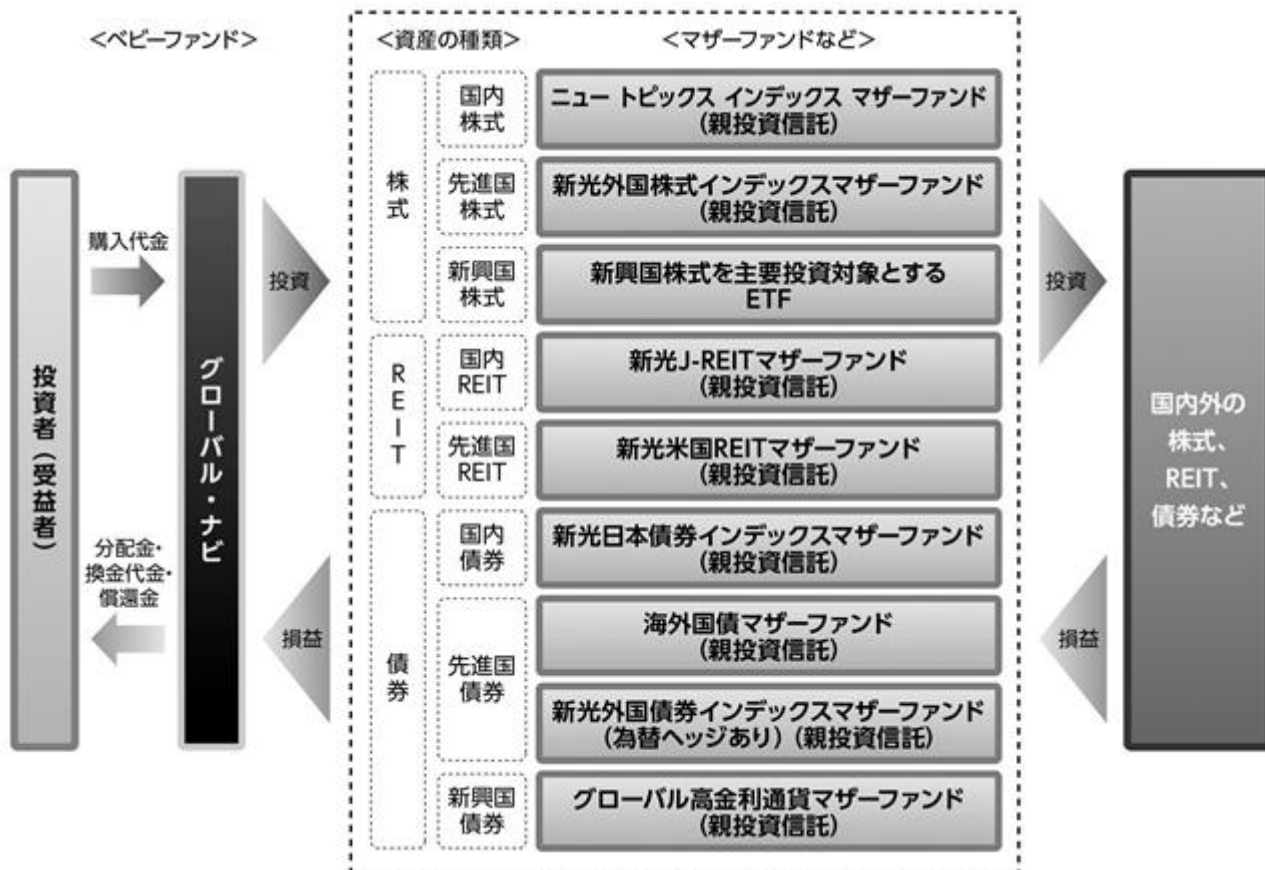 <ベビーファンド>
<資産の種類>
<マザーファンドなど>
投資者（受益者）
購入代金
分配金・
換金代金・
償還金
グローバル・ナビ
投資
損益
株式
国内
株式
ニュー トピックス インデックス マザーファンド
(親投資信託)
先進国
株式
新光外国株式インデックスマザーファンド
(親投資信託)
新興国
株式
新興国株式を主要投資対象とする
ETF
REIT
国内
REIT
新光J-REITマザーファンド
(親投資信託)
先進国
REIT
新光米国REITマザーファンド
(親投資信託)
債券
国内
債券
新光日本債券インデックスマザーファンド
(親投資信託)
先進国
債券
海外国債マザーファンド
(親投資信託)
新光外国債券インデックスマザーファンド
(為替ヘッジあり) (親投資信託)
新興国
債券
グローバル高金利通貨マザーファンド
(親投資信託)
投資
損益
国内外の
株式、
REIT、
債券など